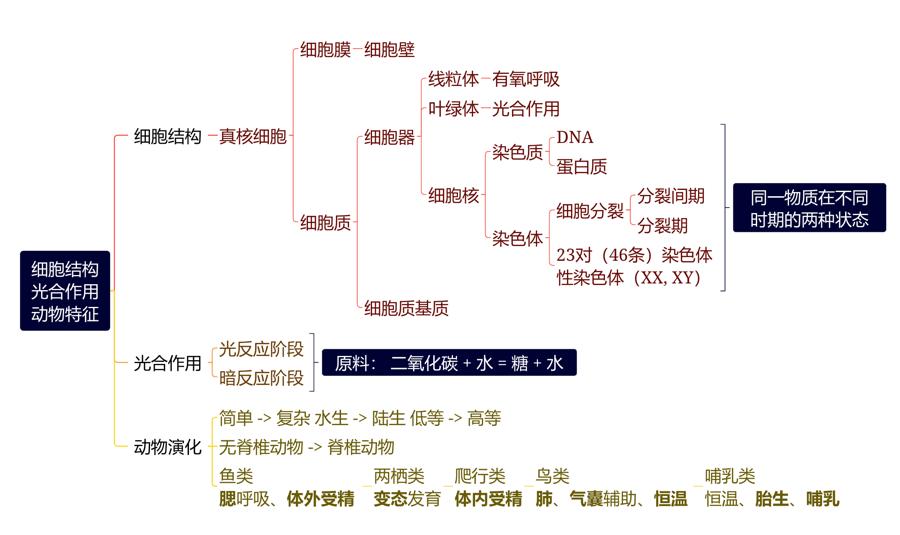 细胞结构
光合作用
动物特征
细胞结构
真核细胞
细胞膜
细胞壁
细胞质
细胞器
线粒体
有氧呼吸
叶绿体
光合作用
细胞核
染色质
DNA
蛋白质
染色体
细胞分裂
分裂间期
分裂期
23对（46条）染色体
性染色体（XX, XY）
同一物质在不同
时期的两种状态
细胞质基质
光合作用
光反应阶段
暗反应阶段
原料： 二氧化碳 + 水 = 糖 + 水
动物演化
简单 -> 复杂 水生 -> 陆生 低等 -> 高等
无脊椎动物 -> 脊椎动物
鱼类
腮呼吸、体外受精
两栖类
变态发育
爬行类
体内受精
鸟类
肺、气囊辅助、恒温
哺乳类
恒温、胎生、哺乳